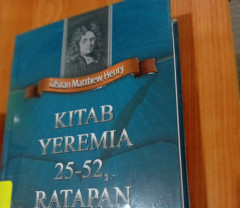 Tafsiran Matthew Henry
KITAB
YEREMIA
25-52,
RATAPAN